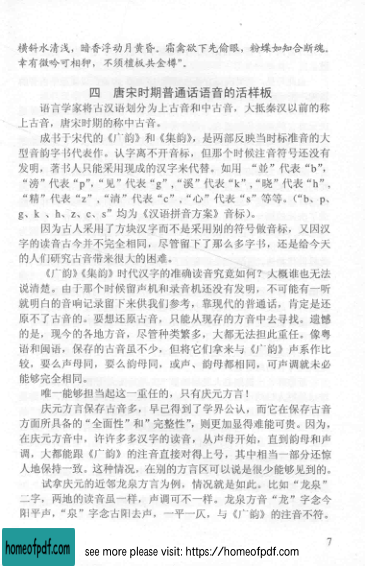 横斜水清浅，暗香浮动月黄昏。霜禽欲下先偷眼，粉蝶如知合断魂。
幸有微吟可相狎，不须檀板共金樽”。
四 唐宋时期普通话语音的活样板
语言学家将古汉语划分为上古音和中古音，大抵秦汉以前的称
上古音，唐宋时期的称中古音。
成书于宋代的《广韵》和《集韵》，是两部反映当时标准音的大
型音韵字书代表作。认字离不开音标，但那个时候注音符号还没有
发明，著书人只能采用现成的汉字来代替。如用 “並”代表“b”，
“滂”代表“p”，“见”代表“g”，“溪”代表“k”，“晓”代表“h”，
“精”代表“z”，“清”代表“c”，“心”代表“s”等等。（“b、p、
g、k 、h、z、c、s”均为《汉语拼音方案》音标）。
因为古人采用了方块汉字而不是采用别的符号做音标，又因汉
字的读音古今并不完全相同，尽管留下了那么多字书，还是给今天
的人们研究古音带来很大的困难。
《广韵》《集韵》时代汉字的准确读音究竟如何？大概谁也无法
说清楚。由于那个时候留声机和录音机还没有发明，不可能有一听
就明白的音响记录留下来供我们参考，靠现代的普通话，肯定是还
原不了古音的。要想还原古音，只能从现存的方音中去寻找。遗憾
的是，现今的各地方音，尽管种类繁多，大都无法担此重任。像粤
语和闽语，保存的古音虽不少，但将它们拿来与《广韵》声系作比
较，要么声母同，要么韵母同，或声、韵母都相同，可声调就未必
能够完全相同。
唯一能够担当起这一重任的，只有庆元方言！
庆元方言保存古音多，早已得到了学界公认，而它在保存古音
方面所具备的“全面性”和”完整性”，则更加显得难能可贵。因为，
在庆元方音中，许许多多汉字的读音，从声母开始，直到韵母和声
调，大都能跟《广韵》的注音直接对得上号，其中相当一部分还惊
人地保持一致。这种情况，在别的方言区可以说是很少能够见到的。
试拿庆元的近邻龙泉方言为例，情况就是如此。比如“龙泉”
二字，两地的读音虽一样，声调可不一样。龙泉方音“龙”字念今
阳平声，“泉”字念古阳去声，一平一仄，与《广韵》的注音不符。
7
homeofpdf.com
see more please visit: https://homeofpdf.com